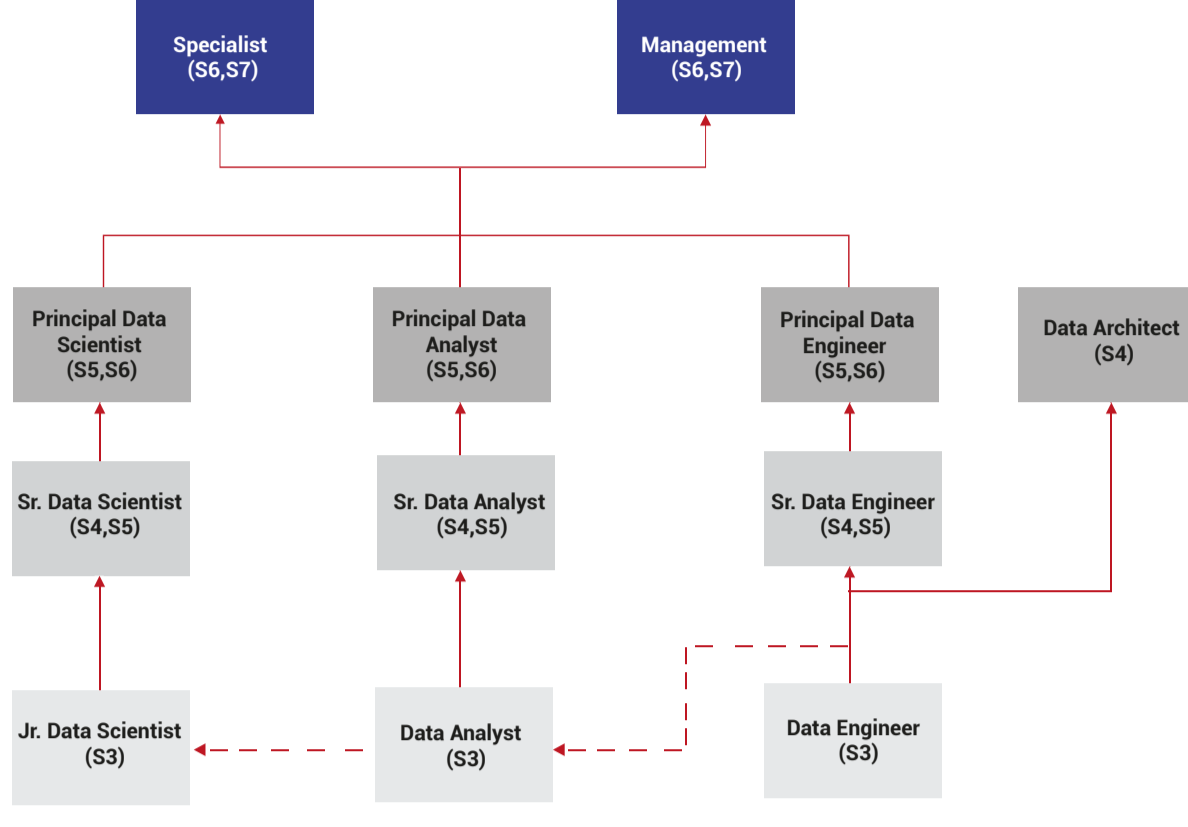 Specialist
(S6,S7)
Management
(S6,S7)
Principal Data
Scientist
(S5,S6)
Principal Data
Analyst
(S5,S6)
Principal Data
Engineer
(S5,S6)
Data Architect
(S4)
Sr. Data Scientist
(S4,S5)
Sr. Data Analyst
(S4,S5)
Sr. Data Engineer
(S4,S5)
Jr. Data Scientist
(S3)
Data Analyst
(S3)
Data Engineer
(S3)